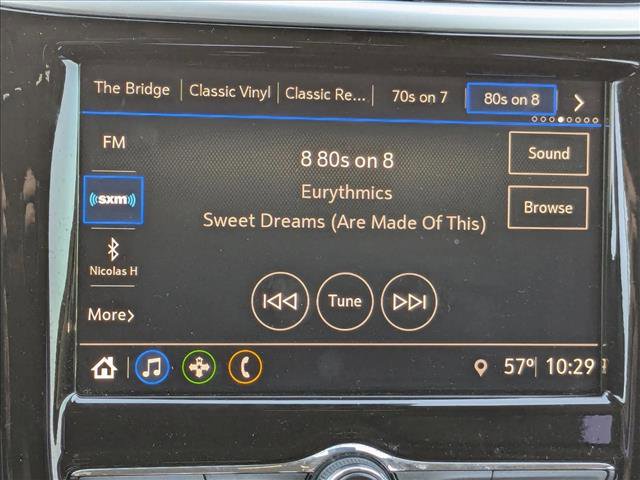 The Bridge
Classic Vinyl
Classic Re...
70s on 7
80s on 8
FM
8 80s on 8
Sound
sxm
Eurythmics
Browse
Sweet Dreams (Are Made Of This)
Nicolas H
More
Tune
57° 10:29